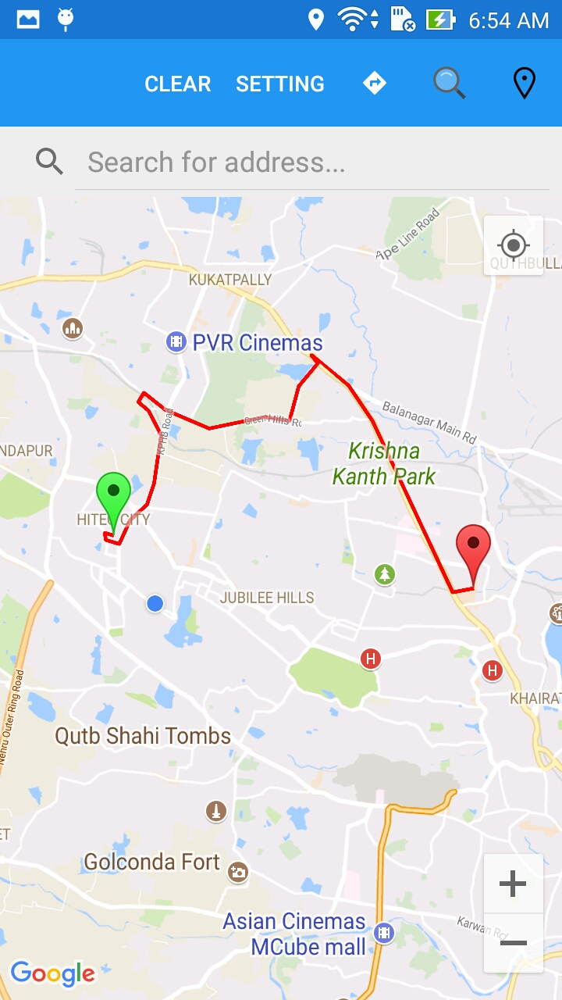 6:54 AM
CLEAR SETTING
Search for address...
Pipe Line Road
QUTHBULLA
KUKATPALLY
PVR Cinemas
Balanagar Main Rd
KPHB Road
Green Hills Rd
NDAPUR
Krishna
Kanth Park
HITEC CITY
JUBILEE HILLS
H
H
KHAIRAT
Nehru Outer Ring Road
Qutb Shahi Tombs
ET
Golconda Fort
Asian Cinemas
MCube mall
Karwan Rd
+
−
Google